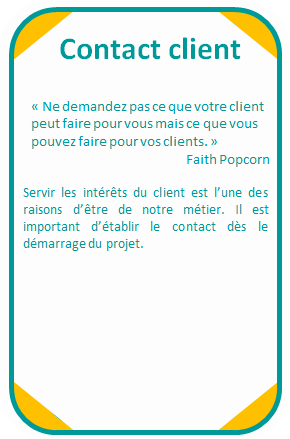 Contact client
« Ne demandez pas ce que votre client
peut faire pour vous mais ce que vous
pouvez faire pour vos clients. »
Faith Popcorn
Servir les intérêts du client est l’une des
raisons d’être de notre métier. Il est
important d’établir le contact dès le
démarrage du projet.